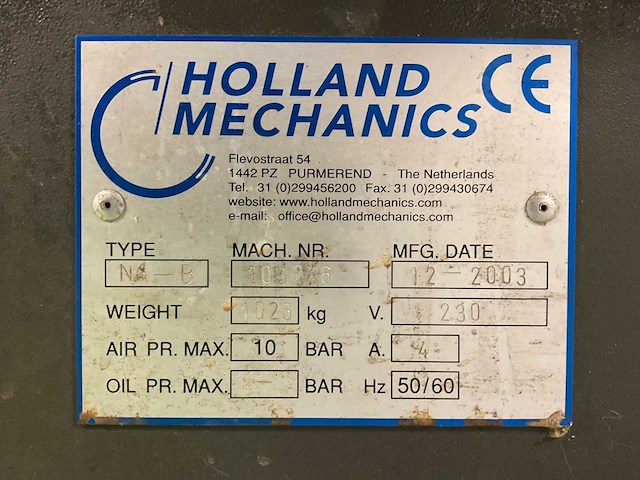 HOLLAND CE
MECHANICS
Flevostraat 54
1442 PZ PURMEREND - The Netherlands
Tel. 31 (0)299456200 Fax. 31 (0)299430674
website: www.hollandmechanics.com
e-mail: office@hollandmechanics.com
TYPE MACH. NR. MFG. DATE
12-2003
WEIGHT 1023 kg V. 230
AIR PR. MAX. 10 BAR A. 4
OIL PR. MAX. - BAR Hz 50/60